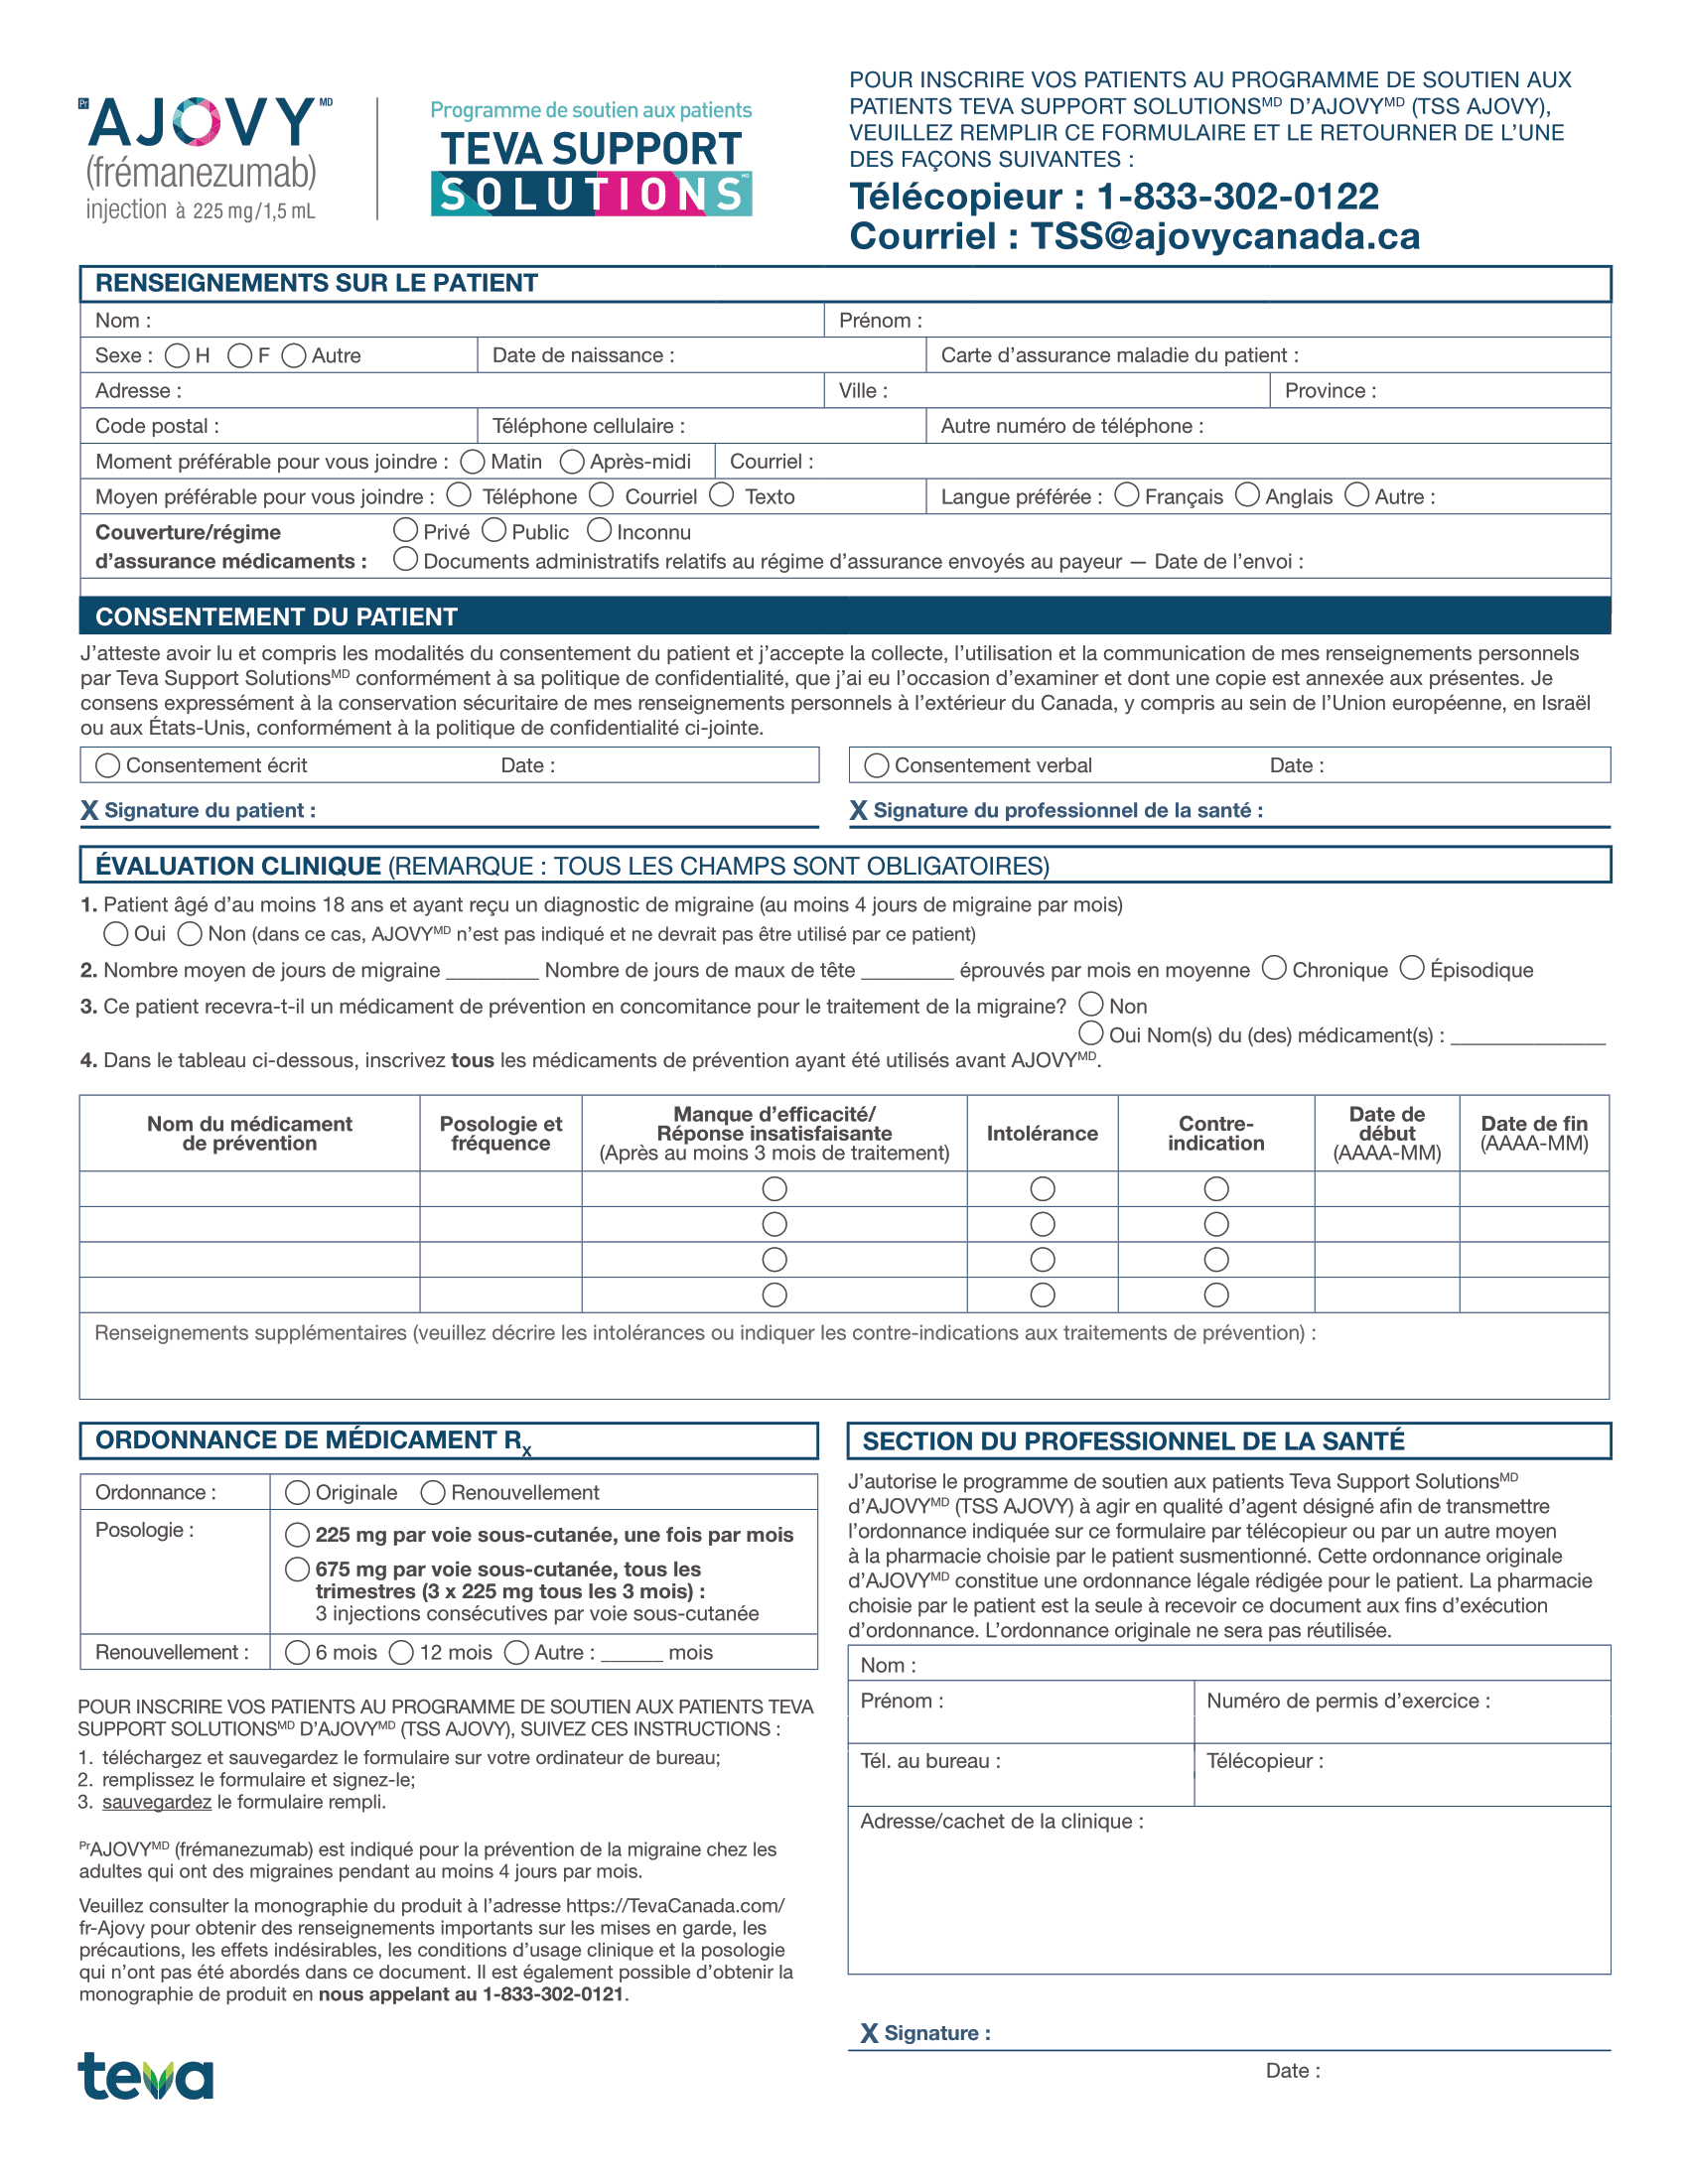 Pr AJOVY MD
(frémanezumab)
injection à 225 mg/1,5 mL
Programme de soutien aux patients
TEVA SUPPORT
SOLUTIONS MD
POUR INSCRIRE VOS PATIENTS AU PROGRAMME DE SOUTIEN AUX
PATIENTS TEVA SUPPORT SOLUTIONSMD D’AJOVYMD (TSS AJOVY),
VEUILLEZ REMPLIR CE FORMULAIRE ET LE RETOURNER DE L’UNE
DES FAÇONS SUIVANTES :
Télécopieur : 1-833-302-0122
Courriel : TSS@ajovycanada.ca
RENSEIGNEMENTS SUR LE PATIENT
Nom : Prénom :
Sexe : H F Autre Date de naissance : Carte d’assurance maladie du patient :
Adresse : Ville : Province :
Code postal : Téléphone cellulaire : Autre numéro de téléphone :
Moment préférable pour vous joindre : Matin Après-midi Courriel :
Moyen préférable pour vous joindre : Téléphone Courriel Texto Langue préférée : Français Anglais Autre :
Couverture/régime Privé Public Inconnu
d’assurance médicaments : Documents administratifs relatifs au régime d’assurance envoyés au payeur — Date de l’envoi :
CONSENTEMENT DU PATIENT
J’atteste avoir lu et compris les modalités du consentement du patient et j’accepte la collecte, l’utilisation et la communication de mes renseignements personnels
par Teva Support SolutionsMD conformément à sa politique de confidentialité, que j’ai eu l’occasion d’examiner et dont une copie est annexée aux présentes. Je
consens expressément à la conservation sécuritaire de mes renseignements personnels à l’extérieur du Canada, y compris au sein de l’Union européenne, en Israël
ou aux États-Unis, conformément à la politique de confidentialité ci-jointe.
Consentement écrit Date : Consentement verbal Date :
X Signature du patient : X Signature du professionnel de la santé :
ÉVALUATION CLINIQUE (REMARQUE : TOUS LES CHAMPS SONT OBLIGATOIRES)
1. Patient âgé d’au moins 18 ans et ayant reçu un diagnostic de migraine (au moins 4 jours de migraine par mois)
Oui Non (dans ce cas, AJOVYMD n’est pas indiqué et ne devrait pas être utilisé par ce patient)
2. Nombre moyen de jours de migraine _________ Nombre de jours de maux de tête _________ éprouvés par mois en moyenne Chronique Épisodique
3. Ce patient recevra-t-il un médicament de prévention en concomitance pour le traitement de la migraine? Non
Oui Nom(s) du (des) médicament(s) : _______________
4. Dans le tableau ci-dessous, inscrivez tous les médicaments de prévention ayant été utilisés avant AJOVYMD.
Nom du médicament
de prévention
Posologie et
fréquence
Manque d’efficacité/
Réponse insatisfaisante
(Après au moins 3 mois de traitement)
Intolérance
Contre-
indication
Date de
début
(AAAA-MM)
Date de fin
(AAAA-MM)
Renseignements supplémentaires (veuillez décrire les intolérances ou indiquer les contre-indications aux traitements de prévention) :
ORDONNANCE DE MÉDICAMENT Rx
Ordonnance : Originale Renouvellement
Posologie : 225 mg par voie sous-cutanée, une fois par mois
675 mg par voie sous-cutanée, tous les
trimestres (3 x 225 mg tous les 3 mois) :
3 injections consécutives par voie sous-cutanée
Renouvellement : 6 mois 12 mois Autre : ______ mois
POUR INSCRIRE VOS PATIENTS AU PROGRAMME DE SOUTIEN AUX PATIENTS TEVA
SUPPORT SOLUTIONSMD D’AJOVYMD (TSS AJOVY), SUIVEZ CES INSTRUCTIONS :
1. téléchargez et sauvegardez le formulaire sur votre ordinateur de bureau;
2. remplissez le formulaire et signez-le;
3. sauvegardez le formulaire rempli.
PrAJOVYMD (frémanezumab) est indiqué pour la prévention de la migraine chez les
adultes qui ont des migraines pendant au moins 4 jours par mois.
Veuillez consulter la monographie du produit à l’adresse https://TevaCanada.com/
fr-Ajovy pour obtenir des renseignements importants sur les mises en garde, les
précautions, les effets indésirables, les conditions d’usage clinique et la posologie
qui n’ont pas été abordés dans ce document. Il est également possible d’obtenir la
monographie de produit en nous appelant au 1-833-302-0121.
teva
SECTION DU PROFESSIONNEL DE LA SANTÉ
J’autorise le programme de soutien aux patients Teva Support SolutionsMD
d’AJOVYMD (TSS AJOVY) à agir en qualité d’agent désigné afin de transmettre
l’ordonnance indiquée sur ce formulaire par télécopieur ou par un autre moyen
à la pharmacie choisie par le patient susmentionné. Cette ordonnance originale
d’AJOVYMD constitue une ordonnance légale rédigée pour le patient. La pharmacie
choisie par le patient est la seule à recevoir ce document aux fins d’exécution
d’ordonnance. L’ordonnance originale ne sera pas réutilisée.
Nom :
Prénom : Numéro de permis d’exercice :
Tél. au bureau : Télécopieur :
Adresse/cachet de la clinique :
X Signature :
Date :